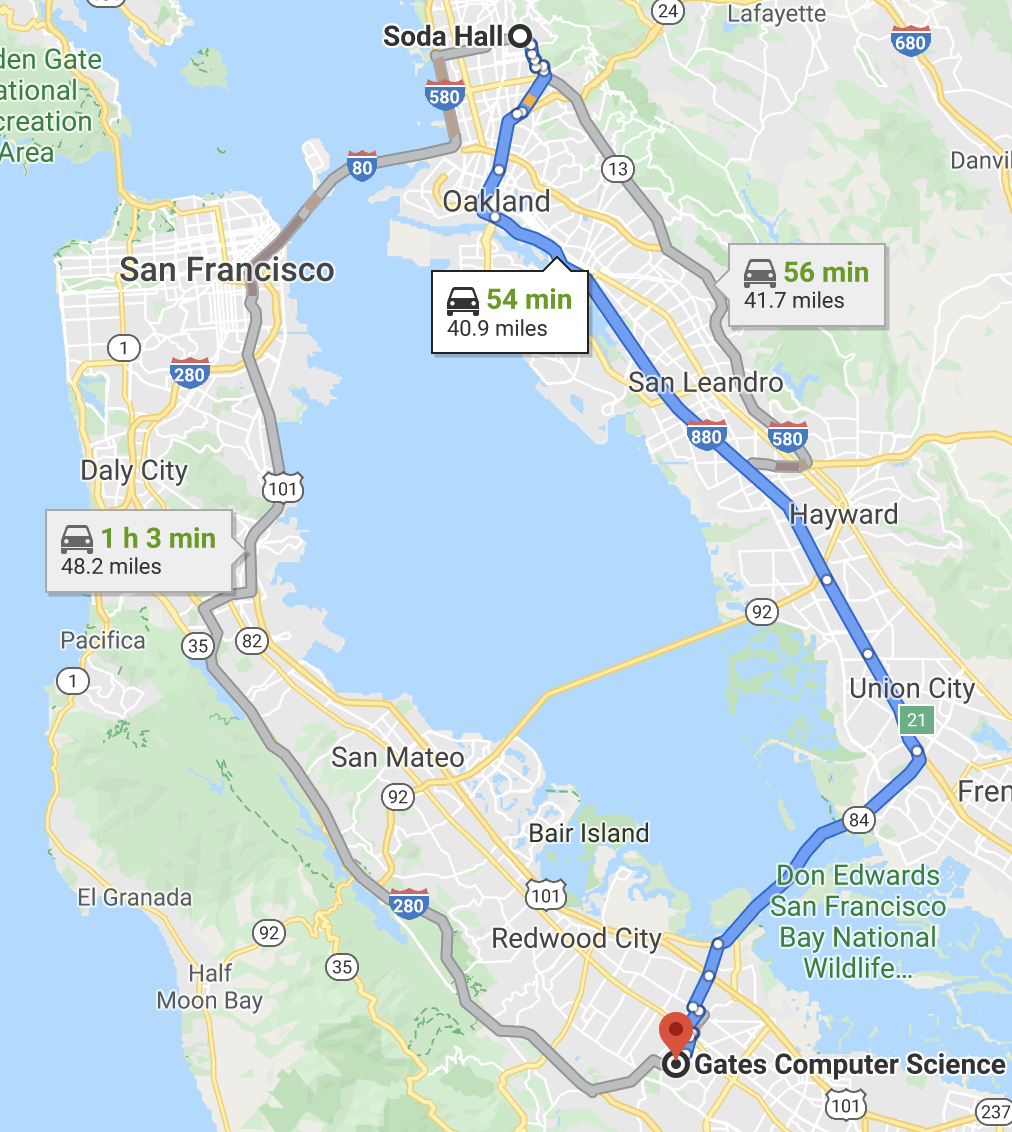 24
Lafayette
Soda Hall
680
den Gate
ational
creation
Area
580
80
Danvil
13
Oakland
San Francisco
56 min
41.7 miles
54 min
40.9 miles
1
280
San Leandro
880
580
Daly City
101
Hayward
1 h 3 min
48.2 miles
92
Pacifica
35
82
1
Union City
21
San Mateo
92
Fren
84
Bair Island
Don Edwards
San Francisco
Bay National
Wildlife...
El Granada
280
101
92
Redwood City
35
Half
Moon Bay
Gates Computer Science
101
237